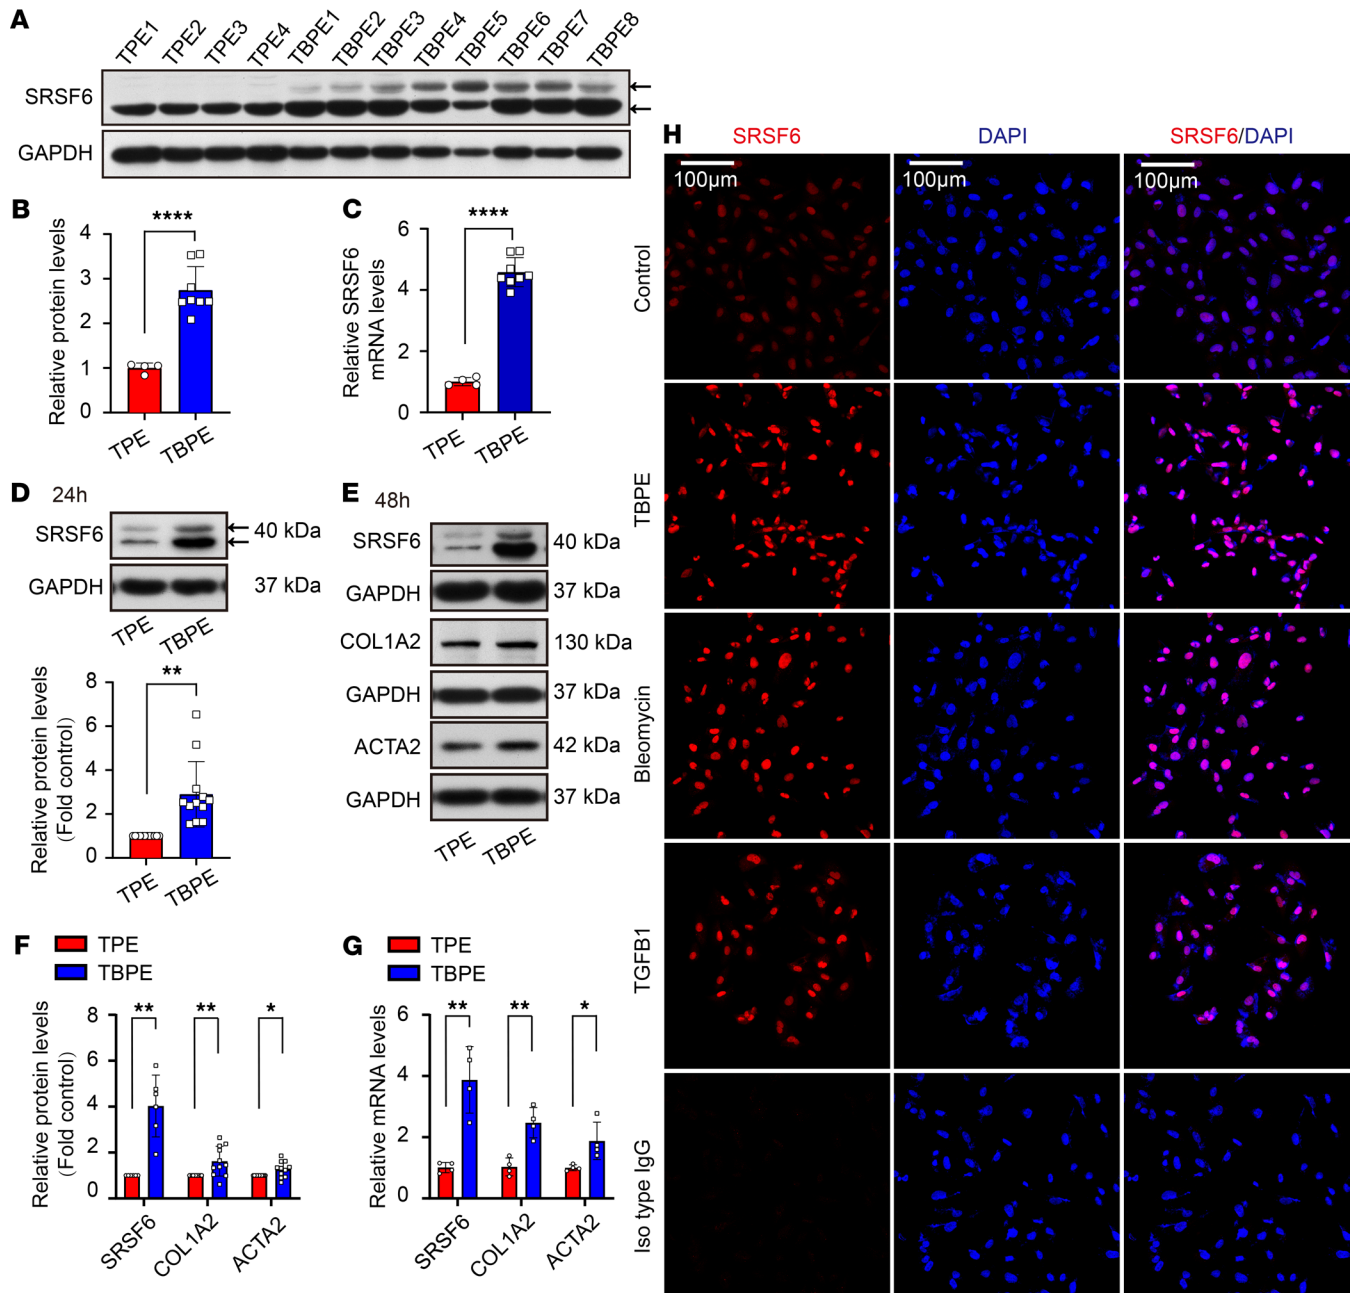 A
TPE1 TPE2 TPE3 TPE4 TBPE1 TBPE2 TBPE3 TBPE4 TBPE5 TBPE6 TBPE7 TBPE8
SRSF6
GAPDH
B
****
Relative protein levels
4
3
2
1
0
TPE TBPE
C
****
Relative SRSF6
mRNA levels
6
4
2
0
TPE TBPE
D 24h
SRSF6 40 kDa
GAPDH 37 kDa
TPE TBPE
**
Relative protein levels
(Fold control)
8
6
4
2
0
TPE TBPE
E 48h
SRSF6 40 kDa
GAPDH 37 kDa
COL1A2 130 kDa
GAPDH 37 kDa
ACTA2 42 kDa
GAPDH 37 kDa
TPE TBPE
F
TPE
TBPE
Relative protein levels
(Fold control)
8
6
4
2
0
** ** *
SRSF6 COL1A2 ACTA2
G
TPE
TBPE
Relative mRNA levels
6
4
2
0
** ** *
SRSF6 COL1A2 ACTA2
H
SRSF6 DAPI SRSF6/DAPI
100μm 100μm 100μm
Control
TBPE
Bleomycin
TGFB1
Iso type IgG